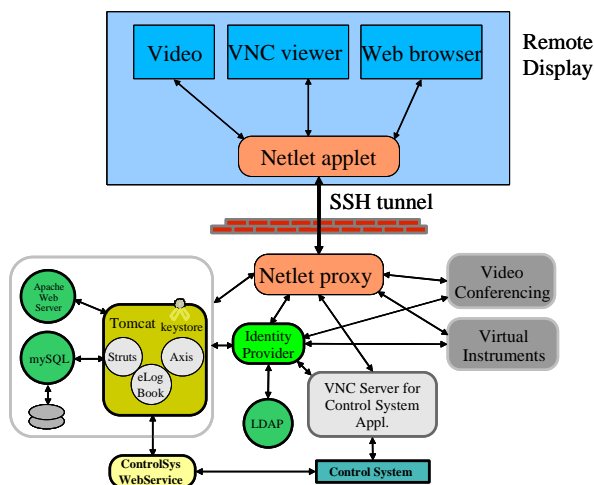 Video
VNC viewer
Web browser
Remote
Display
Netlet applet
SSH tunnel
Netlet proxy
Video
Conferencing
Virtual
Instruments
Apache
Web
Server
Tomcat
keystore
mySQL
Struts
Axis
eLog
Book
Identity
Provider
LDAP
VNC Server for
Control System
Appl.
ControlSys
WebService
Control System